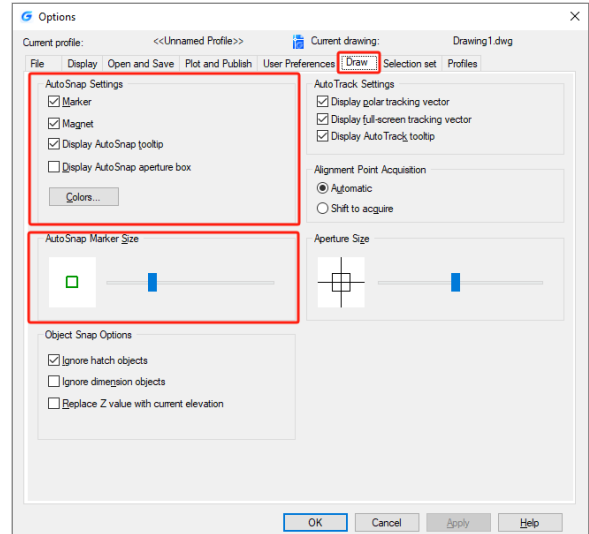 Options
Current profile: <<Unnamed Profile>> Current drawing: Drawing1.dwg
File Display Open and Save Plot and Publish User Preferences Draw Selection set Profiles
AutoSnap Settings
Marker
Magnet
Display AutoSnap tooltip
Display AutoSnap aperture box
Colors...
AutoTrack Settings
Display polar tracking vector
Display full-screen tracking vector
Display AutoTrack tooltip
Alignment Point Acquisition
Automatic
Shift to acquire
AutoSnap Marker Size
Aperture Size
Object Snap Options
Ignore hatch objects
Ignore dimension objects
Replace Z value with current elevation
OK Cancel Apply Help